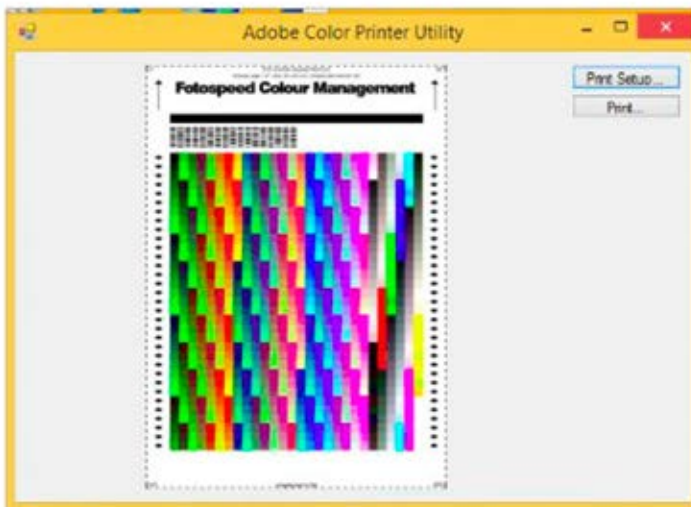 Adobe Color Printer Utility
Print Setup...
Fotospeed Colour Management
Print...